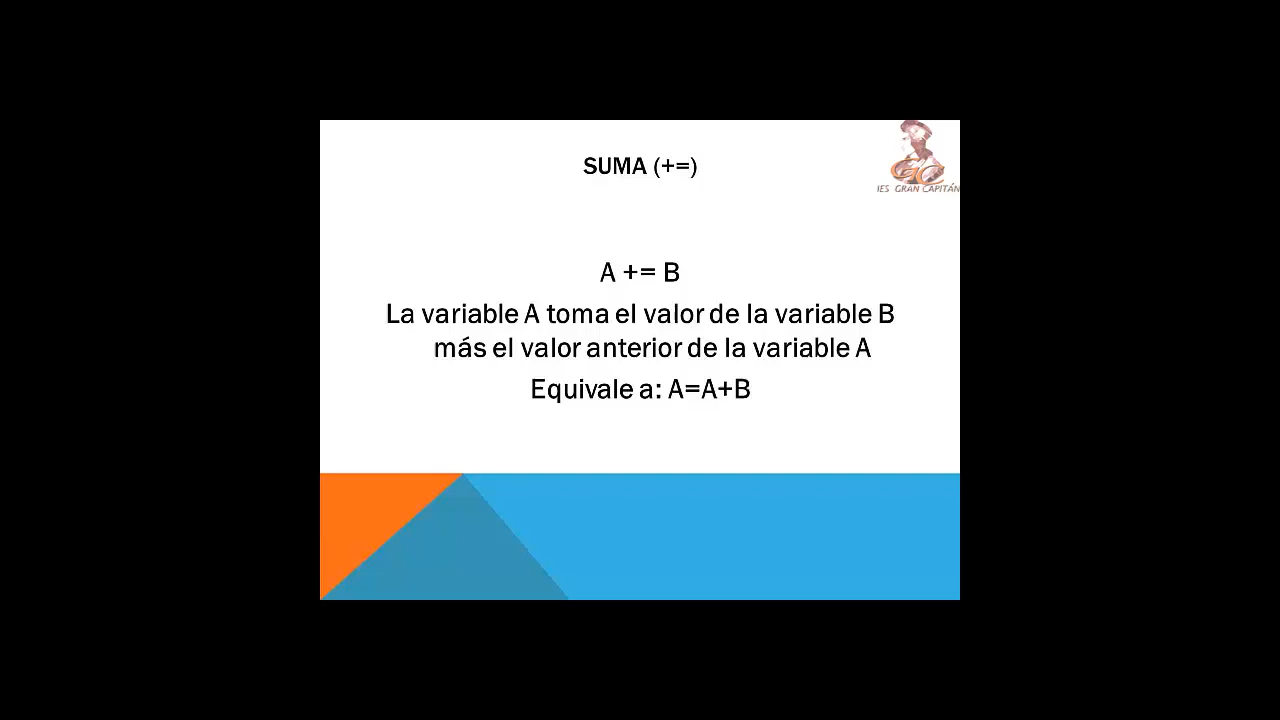 SUMA (+=)
GC
IES GRAN CAPITÁN
A += B
La variable A toma el valor de la variable B
más el valor anterior de la variable A
Equivale a: A=A+B